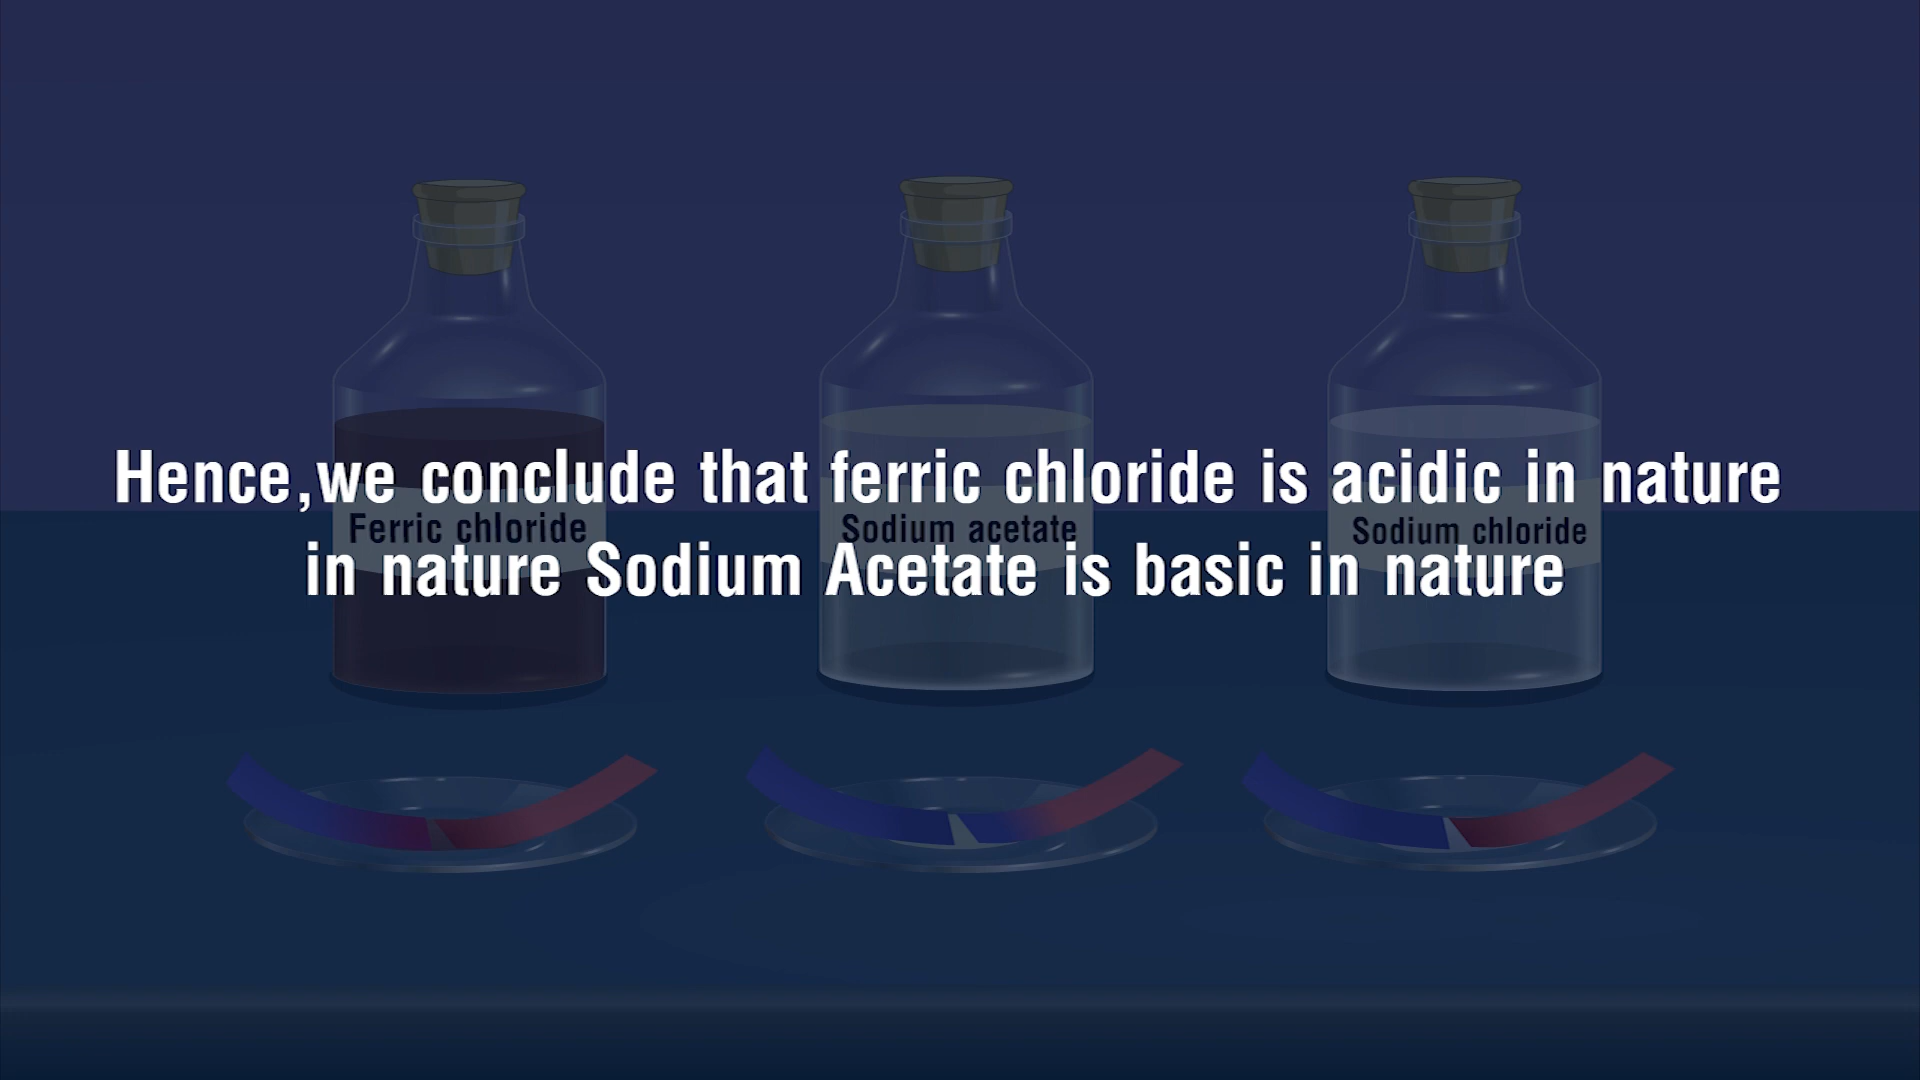 Hence,we conclude that ferric chloride is acidic in nature
Ferric chloride
Sodium acetate
Sodium chloride
in nature Sodium Acetate is basic in nature